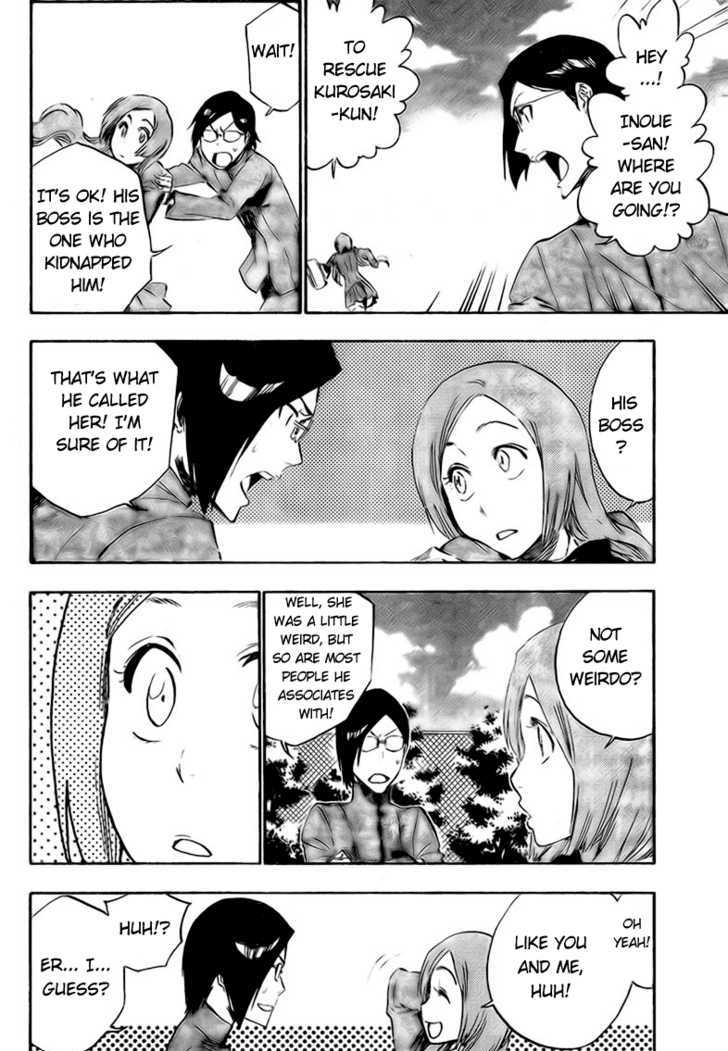 HEY
...!
INOUE
-SAN!
WHERE
ARE YOU
GOING!?
TO
RESCUE
KUROSAKI
-KUN!
WAIT!
IT'S OK! HIS
BOSS IS THE
ONE WHO
KIDNAPPED
HIM!
HIS
BOSS
?
THAT'S WHAT
HE CALLED
HER! I'M
SURE OF IT!
NOT
SOME
WEIRDO?
WELL, SHE
WAS A LITTLE
WEIRD, BUT
SO ARE MOST
PEOPLE HE
ASSOCIATES
WITH!
OH
YEAH!
LIKE YOU
AND ME,
HUH!
HUH!?
ER... I...
GUESS?